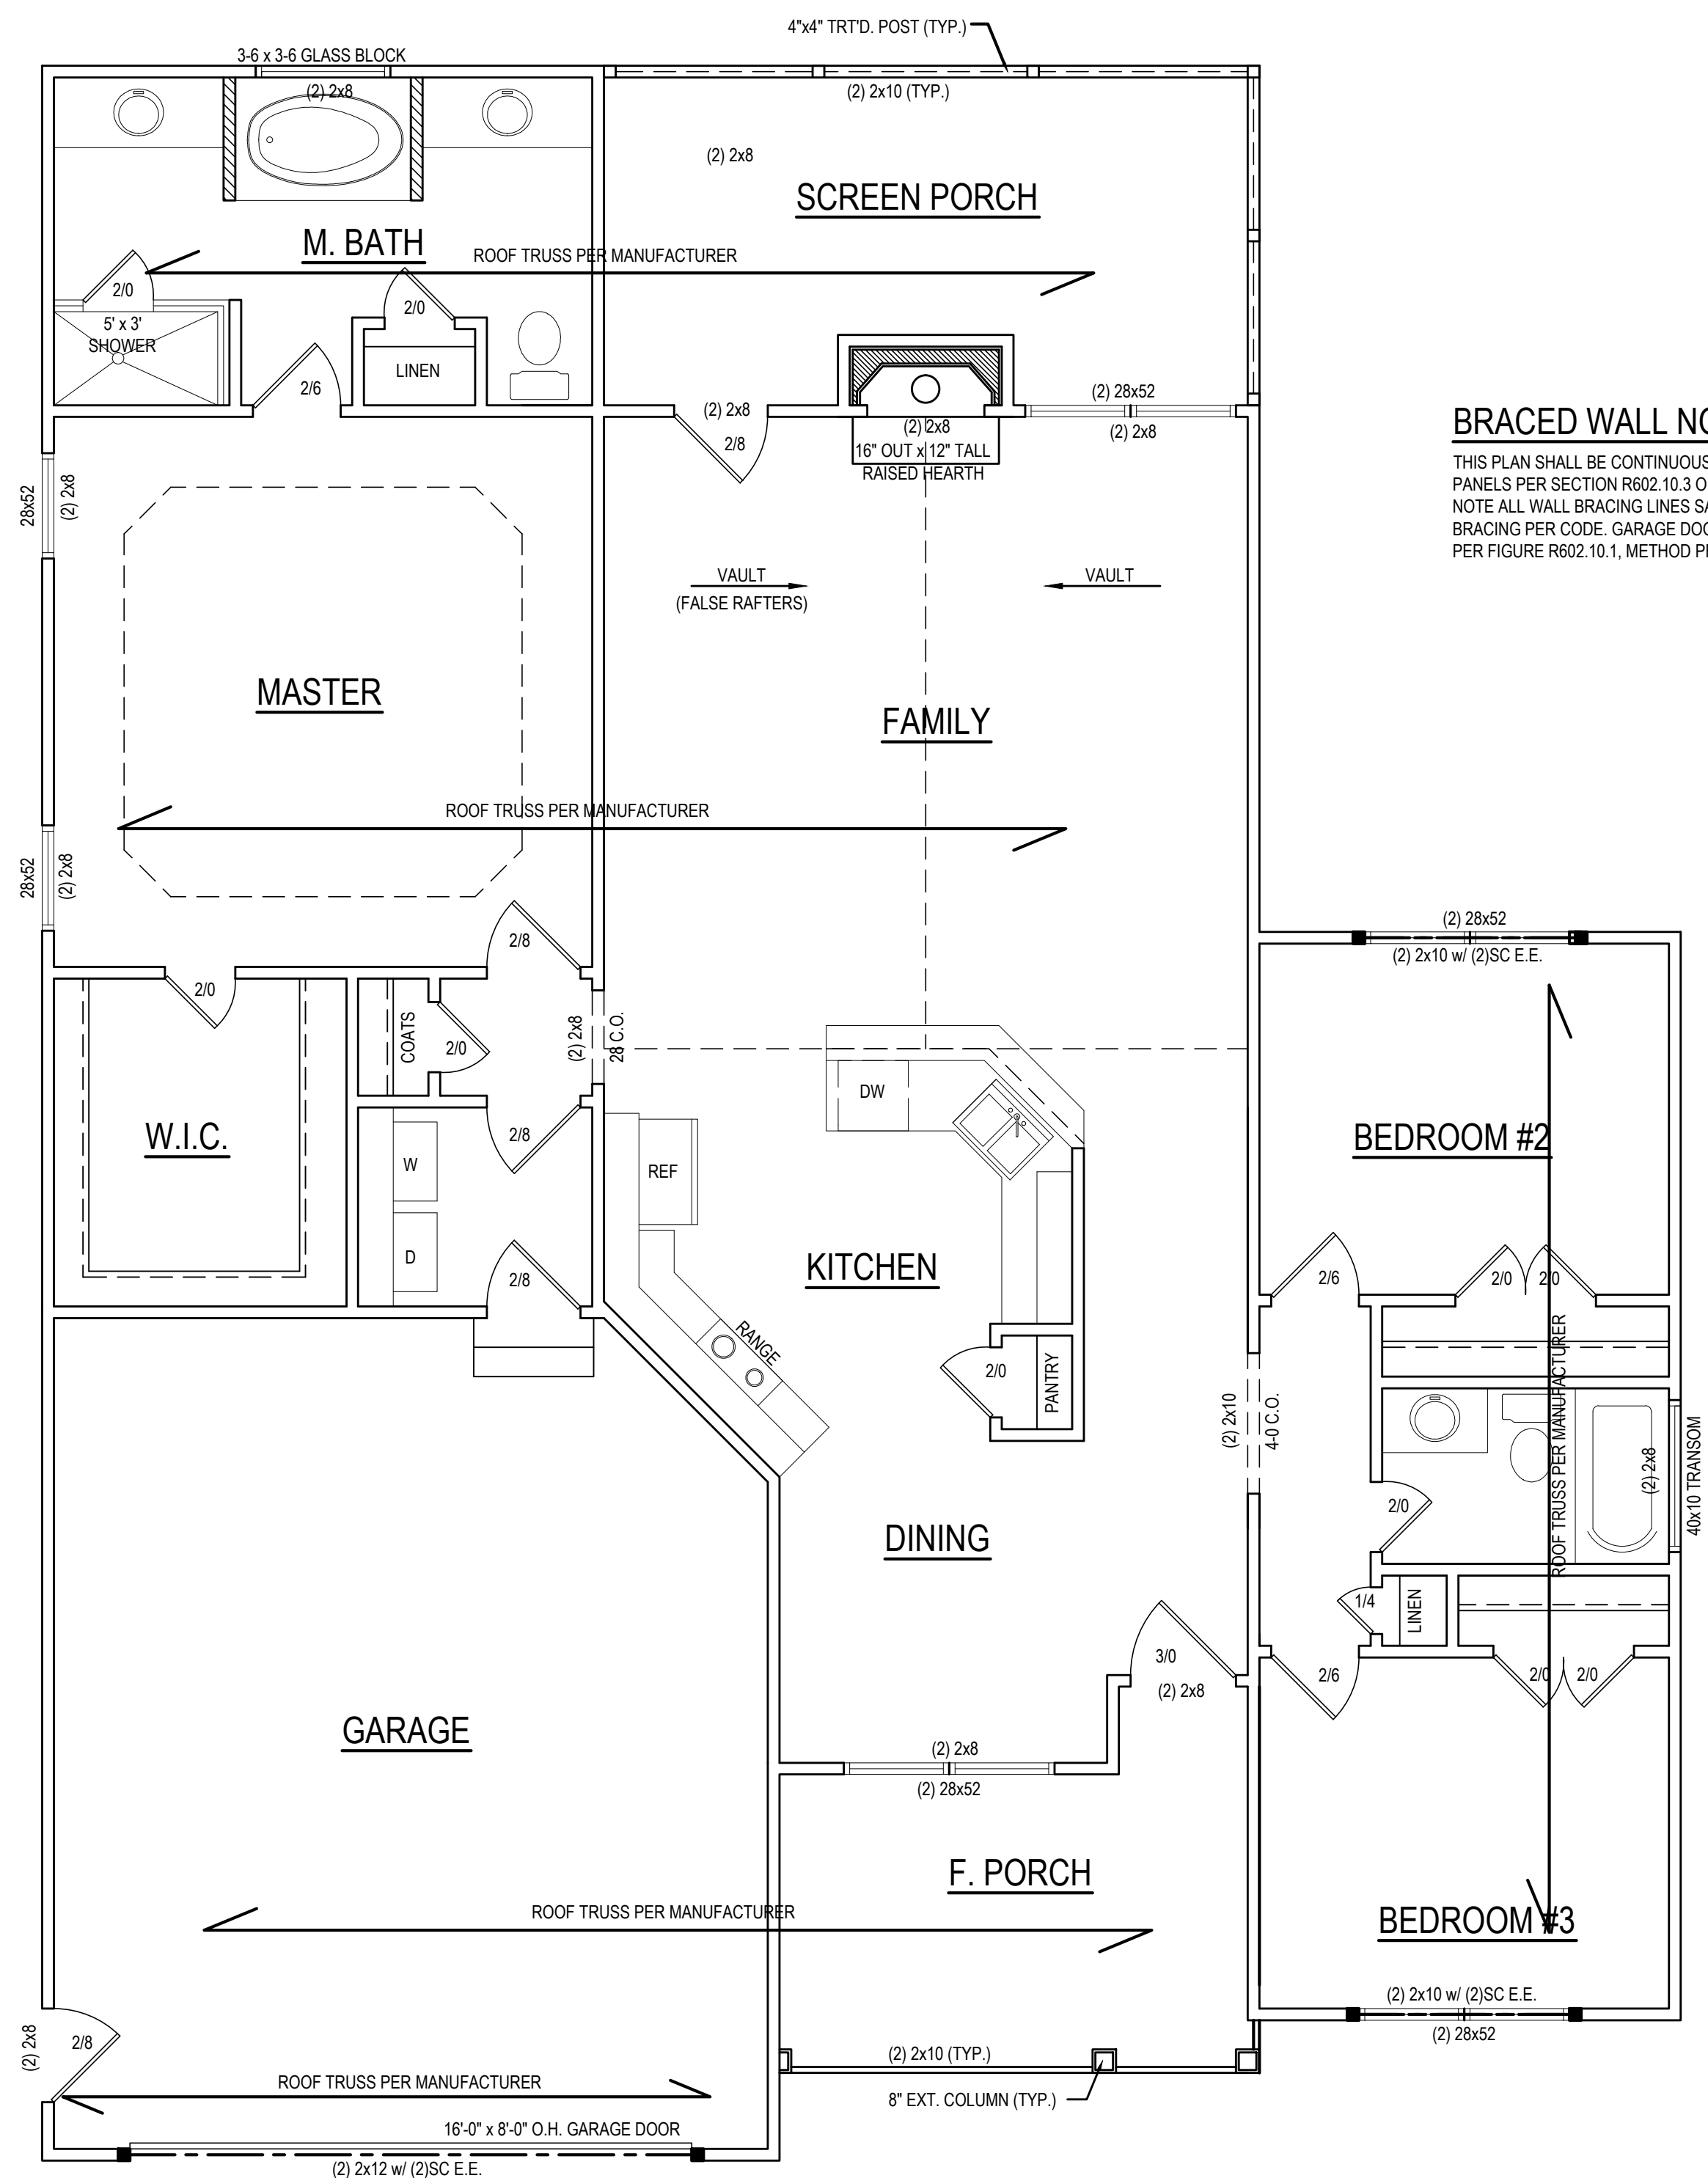 4"x4" TRT'D. POST (TYP.)
3-6 x 3-6 GLASS BLOCK
(2) 2x8
(2) 2x10 (TYP.)
(2) 2x8
SCREEN PORCH
M. BATH
ROOF TRUSS PER MANUFACTURER
2/0
2/0
5' x 3'
SHOWER
LINEN
2/6
(2) 28x52
(2) 2x8
(2) 2x8
(2) 2x8
2/8
16" OUT x 12" TALL
RAISED HEARTH
BRACED WALL NO
THIS PLAN SHALL BE CONTINUOUS
PANELS PER SECTION R602.10.3 O
NOTE ALL WALL BRACING LINES SA
BRACING PER CODE. GARAGE DOO
PER FIGURE R602.10.1, METHOD P
28x52
(2) 2x8
VAULT
(FALSE RAFTERS)
VAULT
MASTER
FAMILY
ROOF TRUSS PER MANUFACTURER
28x52
(2) 2x8
2/8
(2) 28x52
(2) 2x10 w/ (2)SC E.E.
2/0
COATS
2/0
(2) 2x8
28 C.O.
DW
W.I.C.
2/8
W
REF
BEDROOM #2
D
2/8
KITCHEN
2/6
2/0
2/0
RANGE
2/0
PANTRY
ROOF TRUSS PER MANUFACTURER
(2) 2x10
4-0 C.O.
(2) 2x8
40x10 TRANSOM
2/0
DINING
1/4
LINEN
3/0
(2) 2x8
2/6
2/0
2/0
GARAGE
(2) 2x8
(2) 28x52
F. PORCH
ROOF TRUSS PER MANUFACTURER
BEDROOM #3
(2) 2x10 w/ (2)SC E.E.
(2) 28x52
(2) 2x8
2/8
(2) 2x10 (TYP.)
ROOF TRUSS PER MANUFACTURER
8" EXT. COLUMN (TYP.)
16'-0" x 8'-0" O.H. GARAGE DOOR
(2) 2x12 w/ (2)SC E.E.